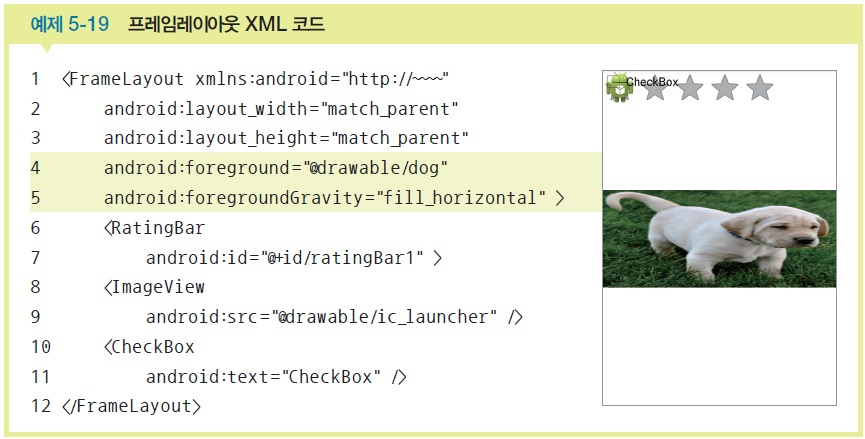 예제 5-19 프레임레이아웃 XML 코드
1 <FrameLayout xmlns:android="http://~~~~"
2 android:layout_width="match_parent"
3 android:layout_height="match_parent"
4 android:foreground="@drawable/dog"
5 android:foregroundGravity="fill_horizontal" >
6 <RatingBar
7 android:id="@+id/ratingBar1" >
8 <ImageView
9 android:src="@drawable/ic_launcher" />
10 <CheckBox
11 android:text="CheckBox" />
12 </FrameLayout>
CheckBox